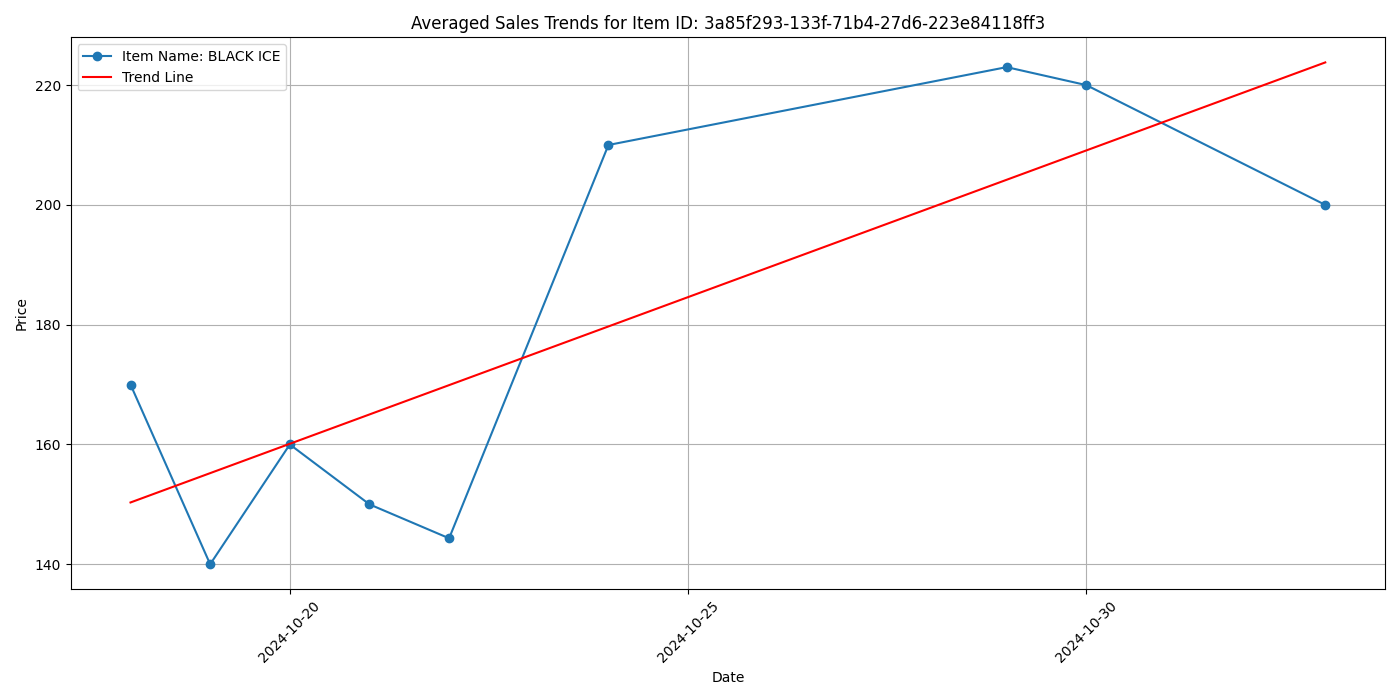 Averaged Sales Trends for Item ID: 3a85f293-133f-71b4-27d6-223e84118ff3
Item Name: BLACK ICE
Trend Line
Price
220
200
180
160
140
2024-10-20
2024-10-25
2024-10-30
Date